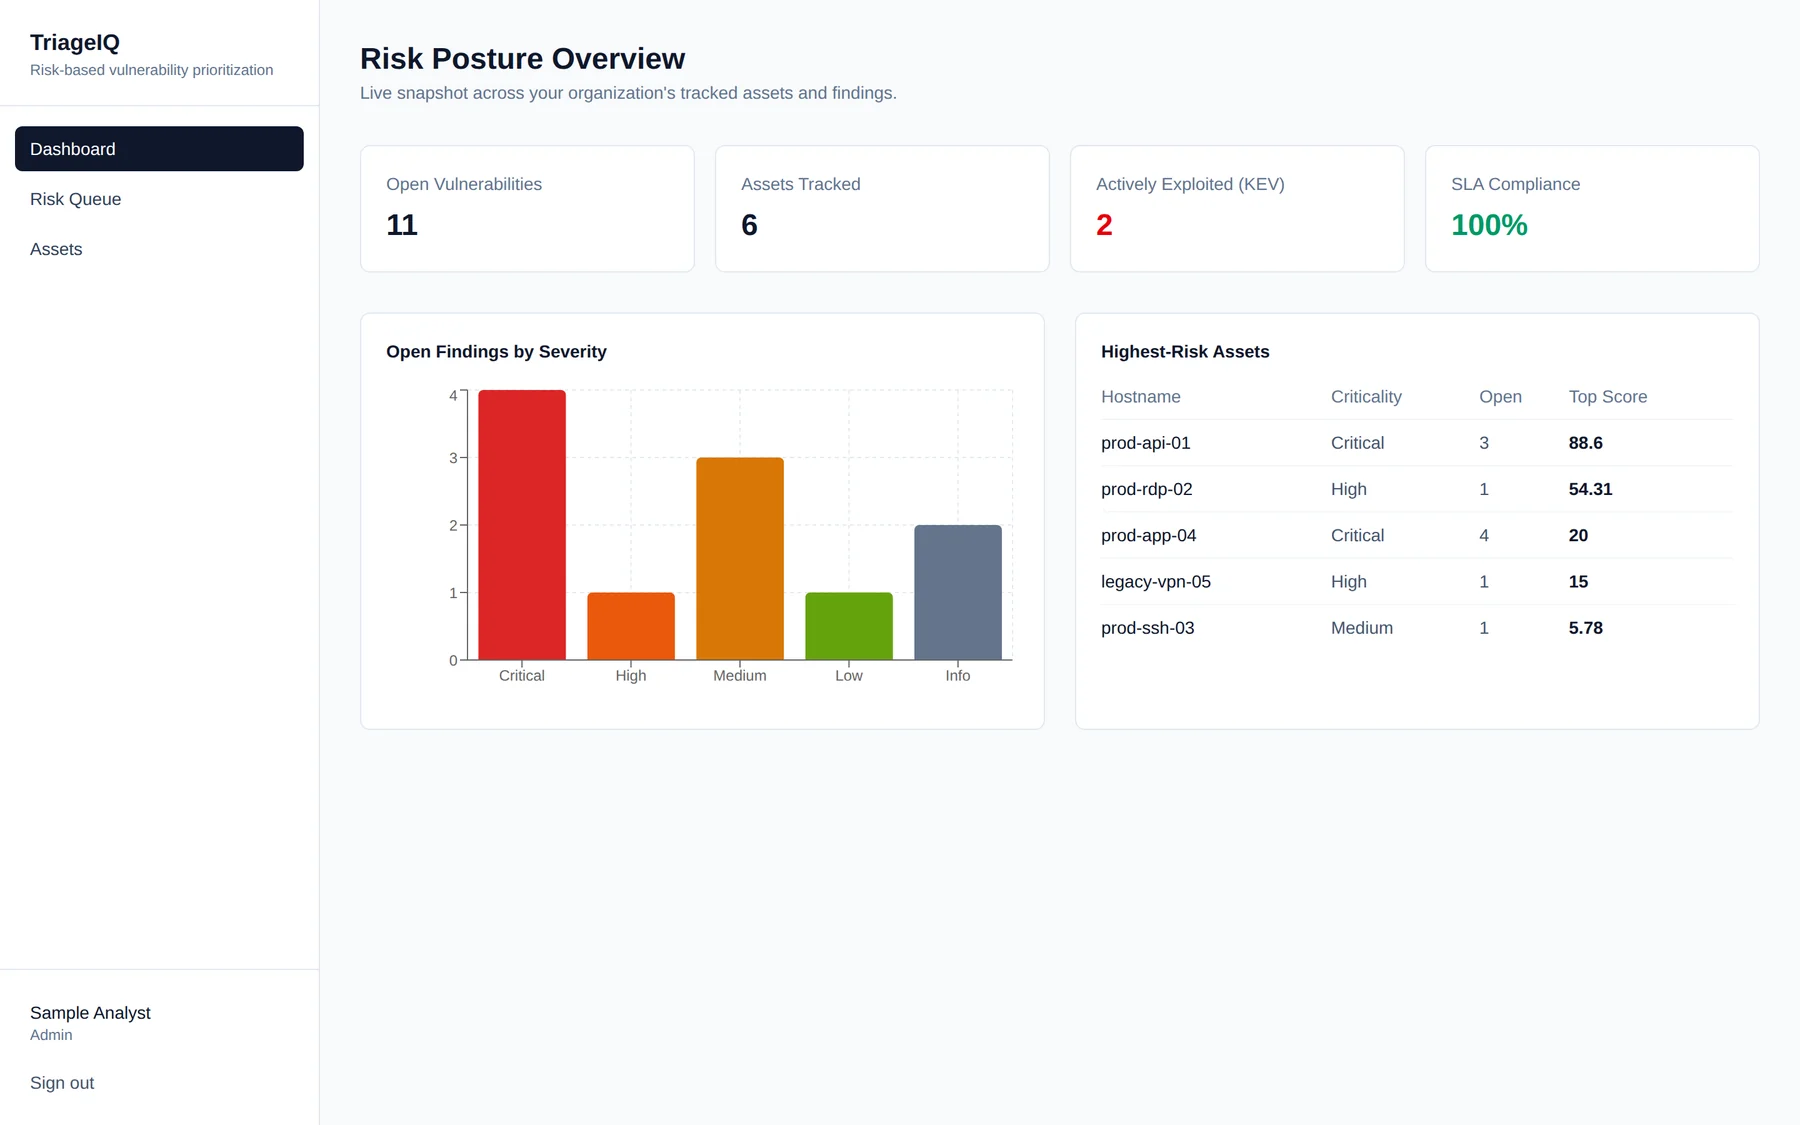 TriageIQ
Risk-based vulnerability prioritization
Dashboard
Risk Queue
Assets
Sample Analyst
Admin
Sign out
Risk Posture Overview
Live snapshot across your organization's tracked assets and findings.
Open Vulnerabilities
11
Assets Tracked
6
Actively Exploited (KEV)
2
SLA Compliance
100%
Open Findings by Severity
4
3
2
1
0
Critical High Medium Low Info
Highest-Risk Assets
Hostname Criticality Open Top Score
prod-api-01 Critical 3 88.6
prod-rdp-02 High 1 54.31
prod-app-04 Critical 4 20
legacy-vpn-05 High 1 15
prod-ssh-03 Medium 1 5.78